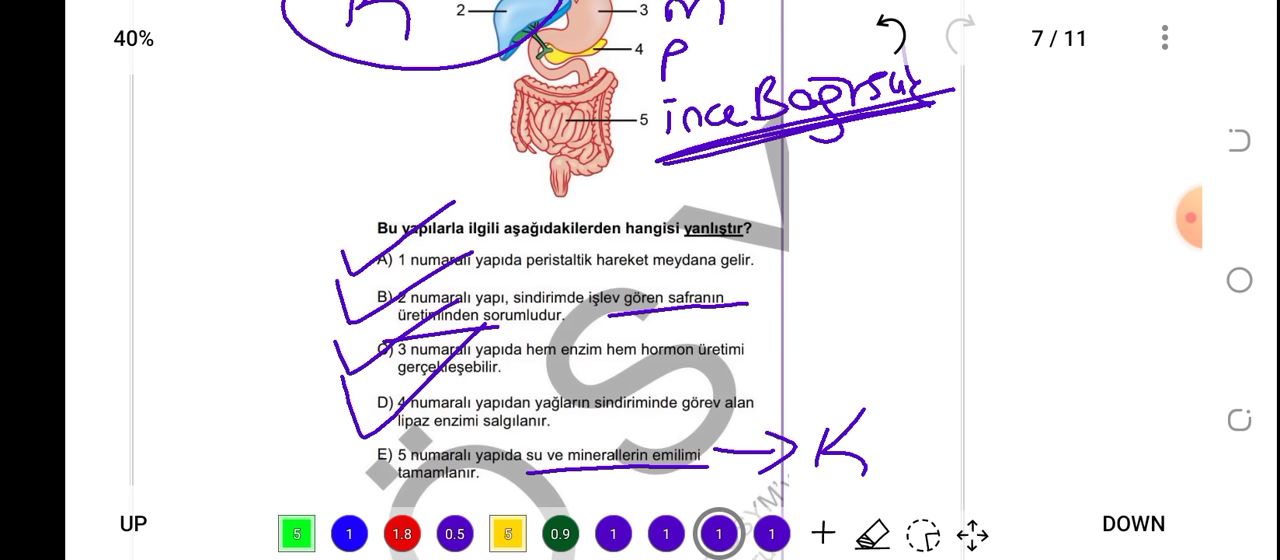 K
2
3
M
40%
7 / 11
4
P
5
ince Bağrsak
Bu yapılarla ilgili aşağıdakilerden hangisi yanlıştır?
A) 1 numaralı yapıda peristaltik hareket meydana gelir.
B) 2 numaralı yapı, sindirimde işlev gören safranın
üretiminden sorumludur.
C) 3 numaralı yapıda hem enzim hem hormon üretimi
gerçekleşebilir.
D) 4 numaralı yapıdan yağların sindiriminde görev alan
lipaz enzimi salgılanır.
E) 5 numaralı yapıda su ve minerallerin emilimi
tamamlanır.
K
ÖSY
UP
5
1
1.8
0.5
5
0.9
1
1
1
1
DOWN